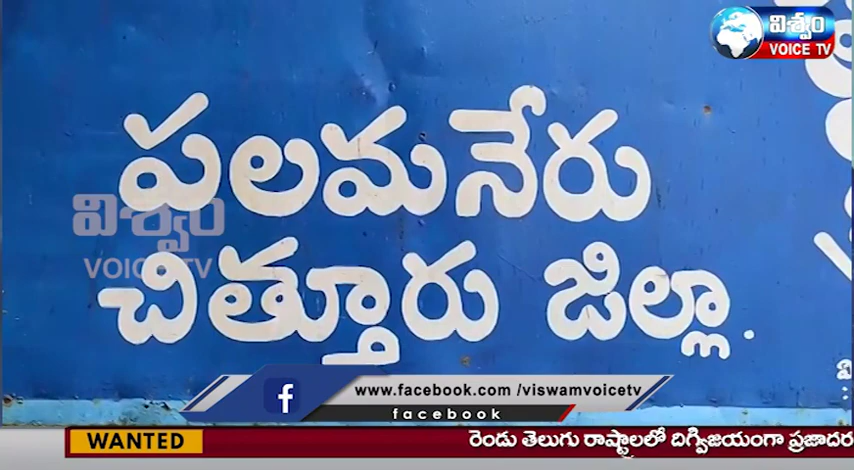 విశ్వం
VOICE TV
పలమనేరు
విశ్వం
VOICE TV
చిత్తూరు జిల్లా.
www.facebook.com /viswamvoicetv
facebook
WANTED
రెండు తెలుగు రాష్ట్రాలలో దిగ్విజయంగా ప్రజాదర